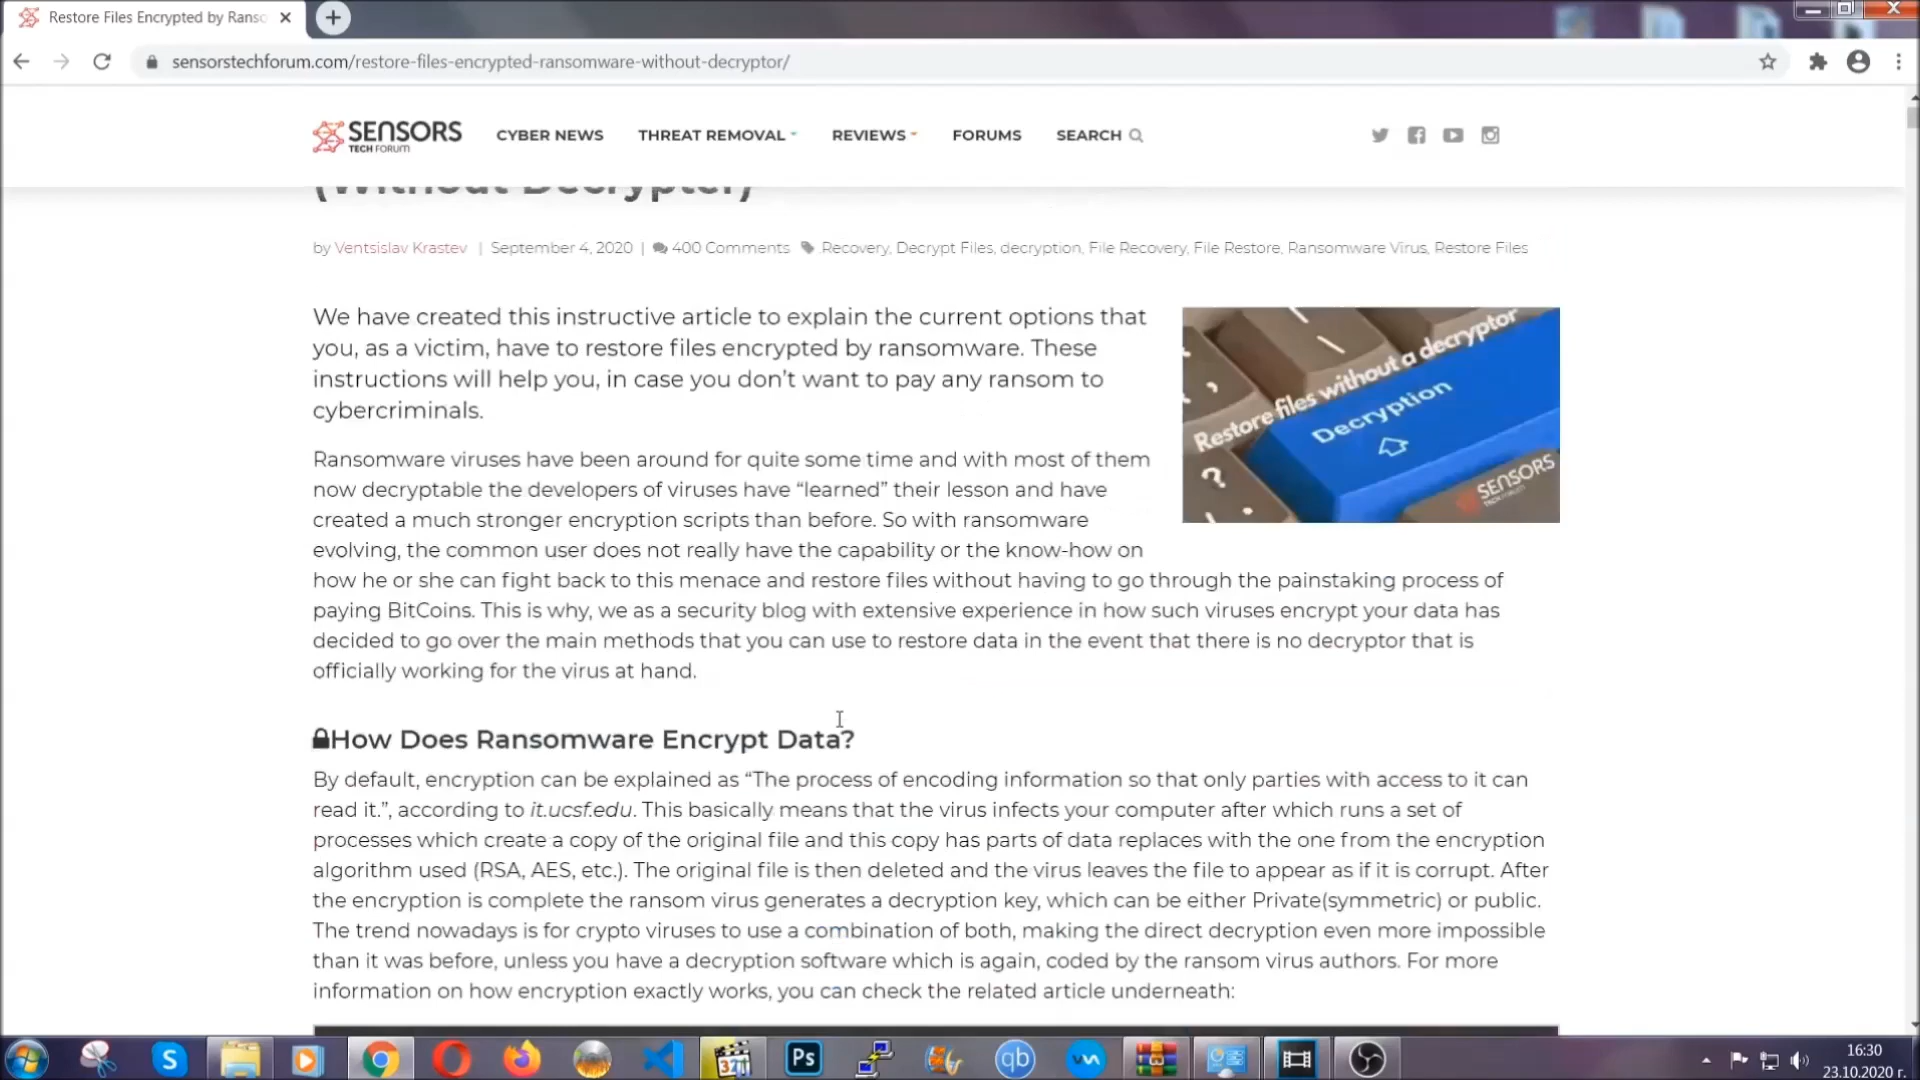 Restore Files Encrypted by Ranso
sensorstechforum.com/restore-files-encrypted-ransomware-without-decryptor/
SENSORS
TECH FORUM
CYBER NEWS THREAT REMOVAL REVIEWS FORUMS SEARCH
(Without Decrypter)
by Ventsislav Krastev | September 4, 2020 | 400 Comments Recovery, Decrypt Files, decryption, File Recovery, File Restore, Ransomware Virus, Restore Files
We have created this instructive article to explain the current options that
you, as a victim, have to restore files encrypted by ransomware. These
instructions will help you, in case you don’t want to pay any ransom to
cybercriminals.
Restore files without a decryptor
Decryption
SENSORS
TECH FORUM
Ransomware viruses have been around for quite some time and with most of them
now decryptable the developers of viruses have “learned” their lesson and have
created a much stronger encryption scripts than before. So with ransomware
evolving, the common user does not really have the capability or the know-how on
how he or she can fight back to this menace and restore files without having to go through the painstaking process of
paying BitCoins. This is why, we as a security blog with extensive experience in how such viruses encrypt your data has
decided to go over the main methods that you can use to restore data in the event that there is no decryptor that is
officially working for the virus at hand.
How Does Ransomware Encrypt Data?
By default, encryption can be explained as “The process of encoding information so that only parties with access to it can
read it.”, according to it.ucsf.edu. This basically means that the virus infects your computer after which runs a set of
processes which create a copy of the original file and this copy has parts of data replaces with the one from the encryption
algorithm used (RSA, AES, etc.). The original file is then deleted and the virus leaves the file to appear as if it is corrupt. After
the encryption is complete the ransom virus generates a decryption key, which can be either Private(symmetric) or public.
The trend nowadays is for crypto viruses to use a combination of both, making the direct decryption even more impossible
than it was before, unless you have a decryption software which is again, coded by the ransom virus authors. For more
information on how encryption exactly works, you can check the related article underneath:
321
Ps
qb
16:30
23.10.2020 г.